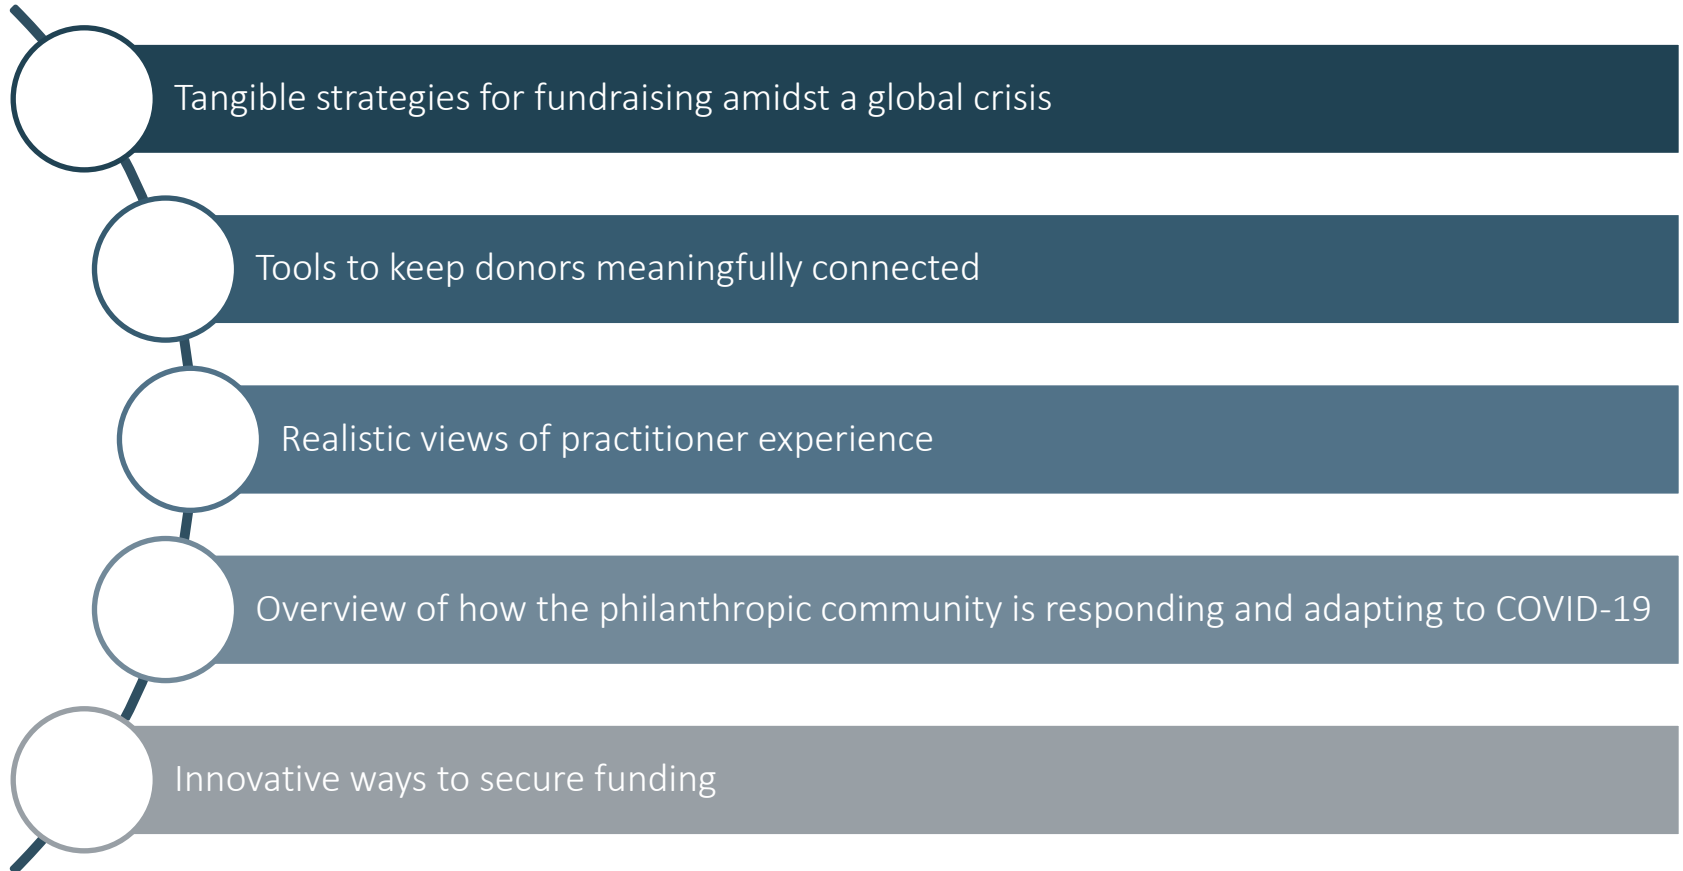 Tangible strategies for fundraising amidst a global crisis
Tools to keep donors meaningfully connected
Realistic views of practitioner experience
Overview of how the philanthropic community is responding and adapting to COVID-19
Innovative ways to secure funding